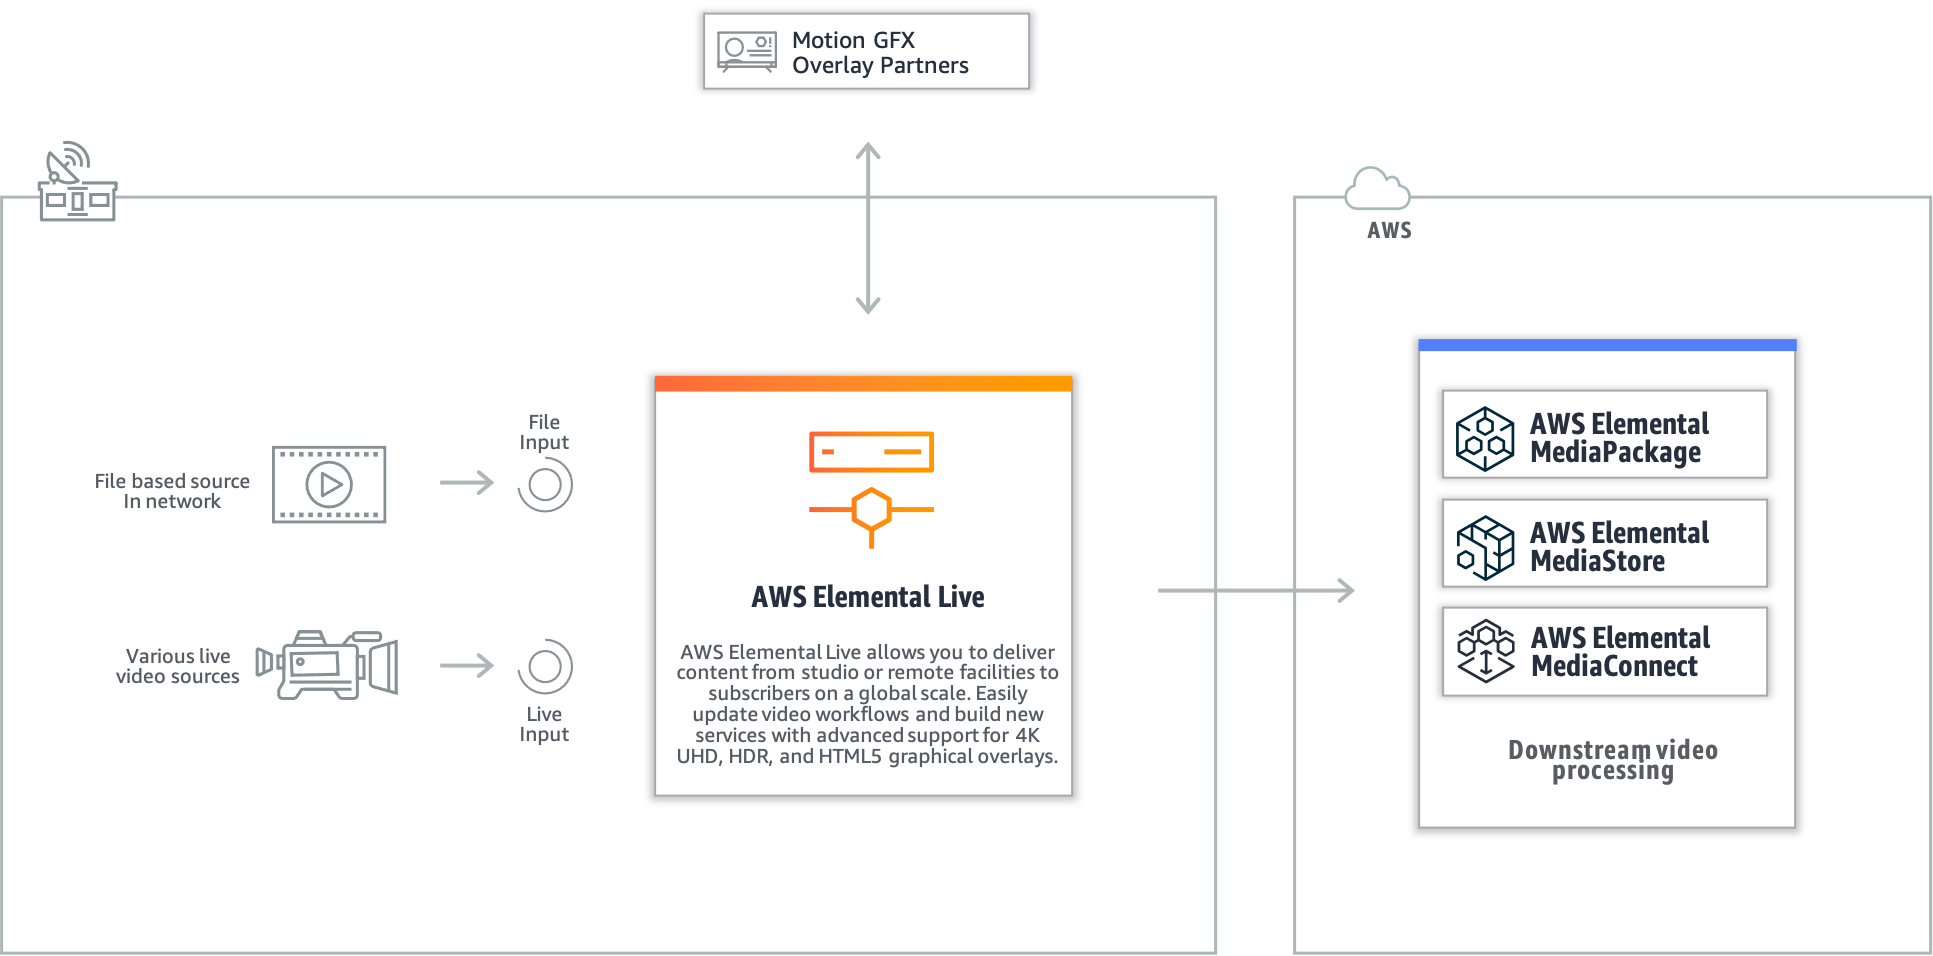 Motion GFX
Overlay Partners
AWS
File
Input
File based source
In network
Various live
video sources
Live
Input
AWS Elemental Live
AWS Elemental Live allows you to deliver
content from studio or remote facilities to
subscribers on a global scale. Easily
update video workflows and build new
services with advanced support for 4K
UHD, HDR, and HTML5 graphical overlays.
AWS Elemental
MediaPackage
AWS Elemental
MediaStore
AWS Elemental
MediaConnect
Downstream video
processing